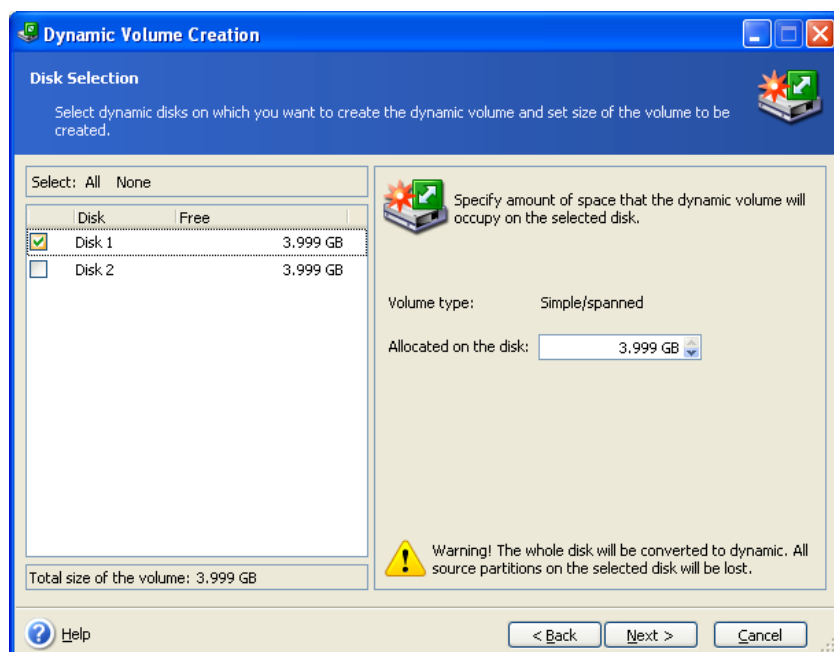 Dynamic Volume Creation
Disk Selection
Select dynamic disks on which you want to create the dynamic volume and set size of the volume to be
created.
Select: All None
Disk Free
Disk 1 3.999 GB
Disk 2 3.999 GB
Total size of the volume: 3.999 GB
Specify amount of space that the dynamic volume will
occupy on the selected disk.
Volume type: Simple/spanned
Allocated on the disk: 3.999 GB
Warning! The whole disk will be converted to dynamic. All
source partitions on the selected disk will be lost.
Help
< Back
Next >
Cancel